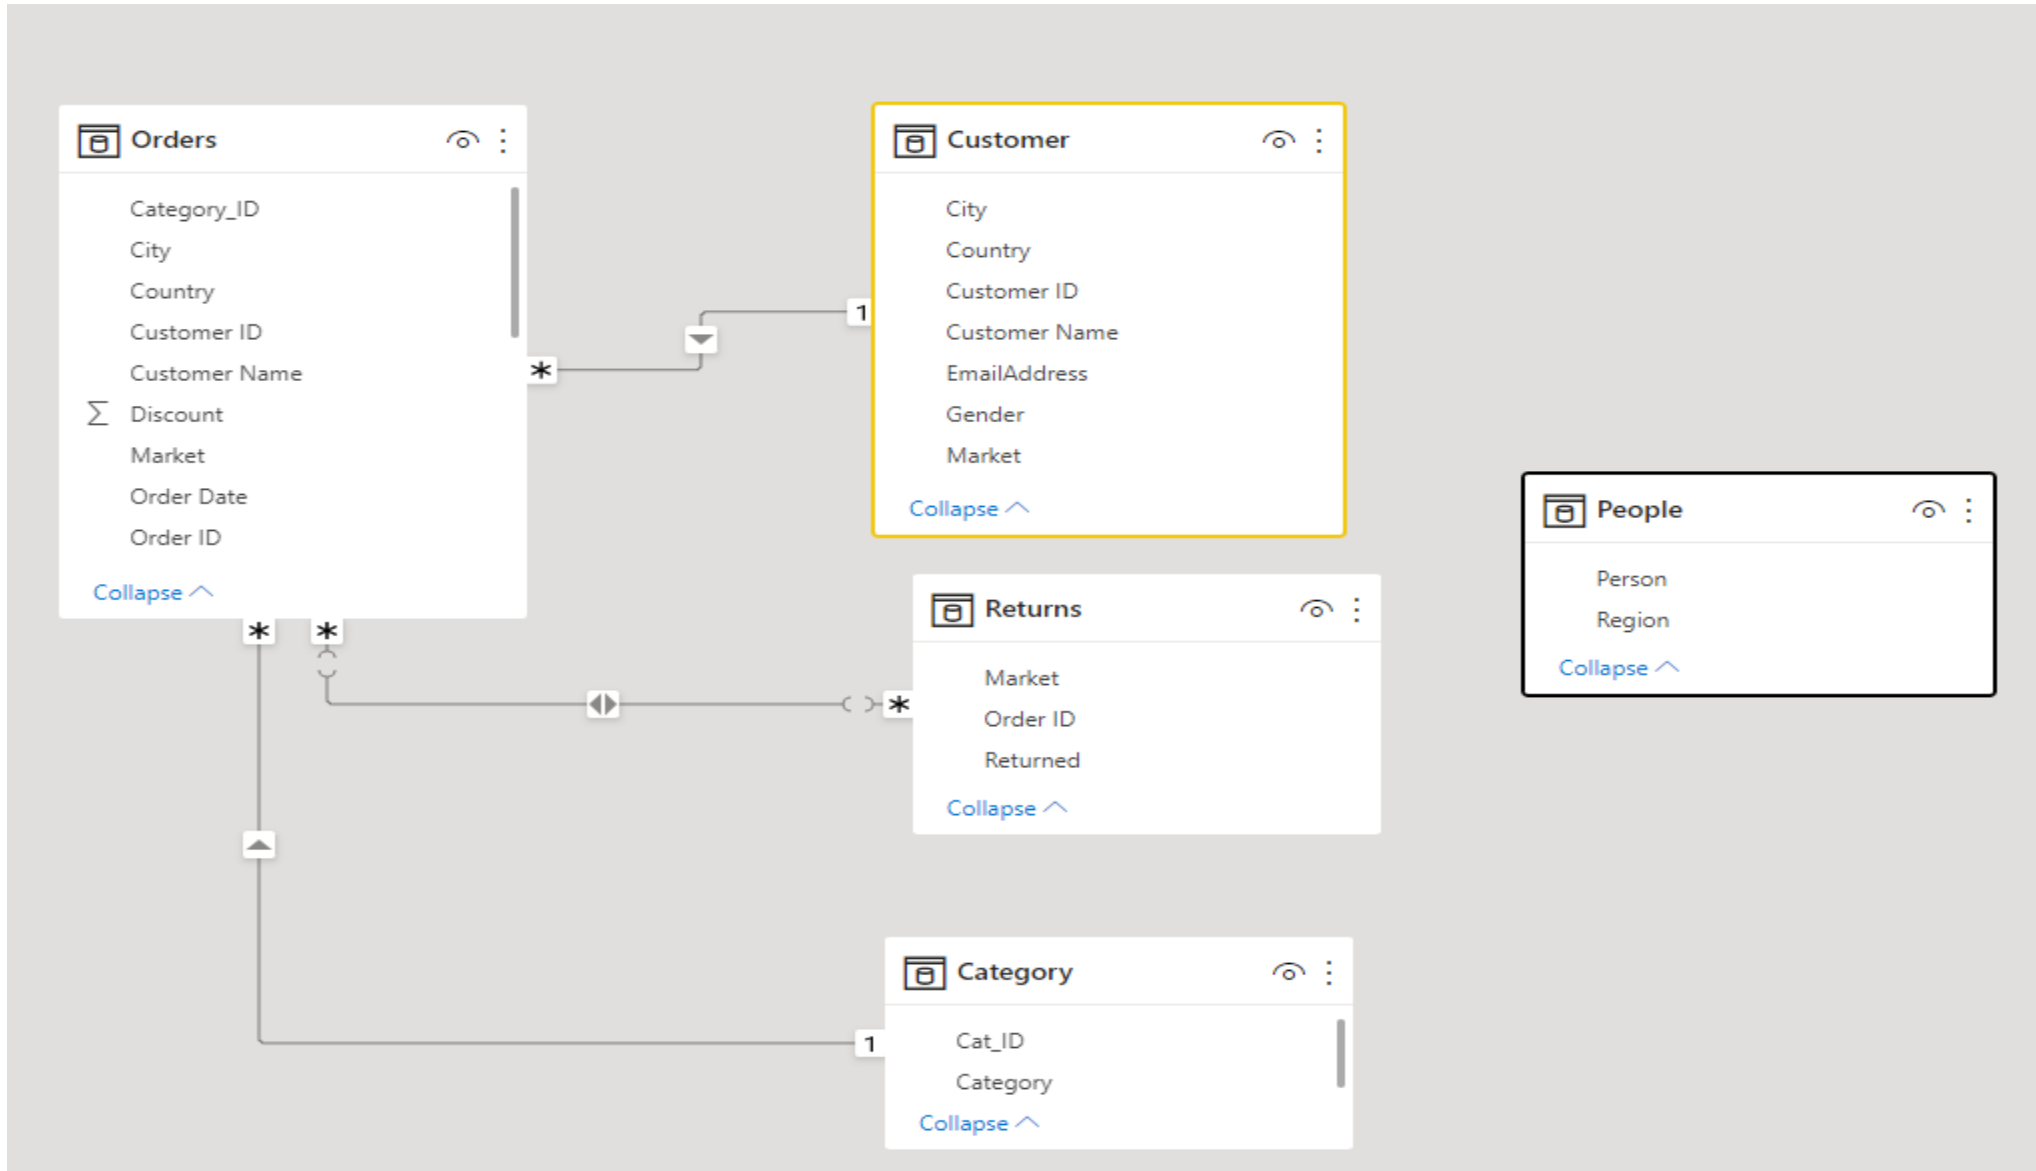 Orders
Category_ID
City
Country
Customer ID
Customer Name
Σ Discount
Market
Order Date
Order ID
Collapse
*
*
*
1
Customer
City
Country
Customer ID
Customer Name
EmailAddress
Gender
Market
Collapse
*
Returns
Market
Order ID
Returned
Collapse
People
Person
Region
Collapse
1
Category
Cat_ID
Category
Collapse